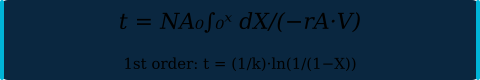 t = NA₀∫₀ˣ dX/(−rA·V)
1st order: t = (1/k)·ln(1/(1−X))